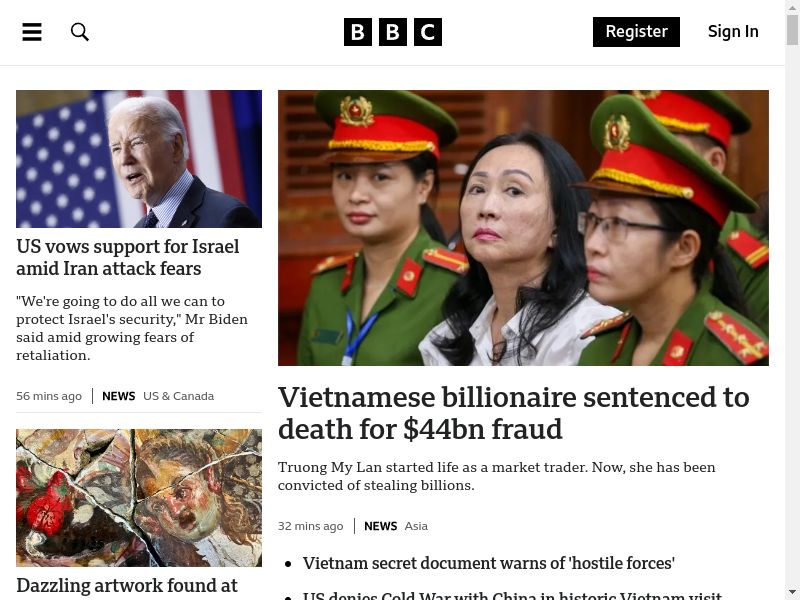 BBC
Register
Sign In
US vows support for Israel
amid Iran attack fears
"We're going to do all we can to
protect Israel's security," Mr Biden
said amid growing fears of
retaliation.
56 mins ago
NEWS US & Canada
Dazzling artwork found at
Vietnamese billionaire sentenced to
death for $44bn fraud
Truong My Lan started life as a market trader. Now, she has been
convicted of stealing billions.
32 mins ago
NEWS Asia
Vietnam secret document warns of 'hostile forces'
US denies Cold War with China in historic Vietnam visit